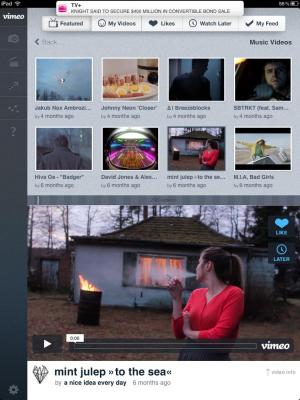 iPad
TV+
KNIGHT SAID TO SECURE $400 MILLION IN CONVERTIBLE BOND SALE
55 %
vimeo
Featured
My Videos
Likes
Watch Later
My Feed
Back
Music Videos
Jakub Nox Ambrozi...
by 4 months ago
Johnny Neon 'Closer'
by 4 months ago
∆ I Breezeblocks
by 4 months ago
SBTRKT (feat, Sam...
by 4 months ago
Hiva Oa - "Badger"
by 4 months ago
David Jones & Alex...
by 4 months ago
mint julep »to the sea«
by 6 months ago
M.I.A, Bad Girls
by 6 months ago
LIKE
LATER
0:00
vimeo
mint julep »to the sea«
by a nice idea every day 6 months ago
video info
?